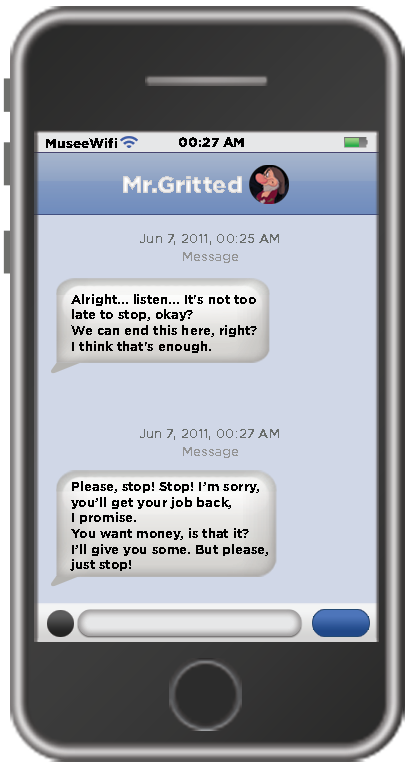 MuseeWifi 00:27 AM
Mr.Gritted
Jun 7, 2011, 00:25 AM
Message
Alright... listen... It's not too
late to stop, okay?
We can end this here, right?
I think that's enough.
Jun 7, 2011, 00:27 AM
Message
Please, stop! Stop! I'm sorry,
you'll get your job back,
I promise.
You want money, is that it?
I'll give you some. But please,
just stop!